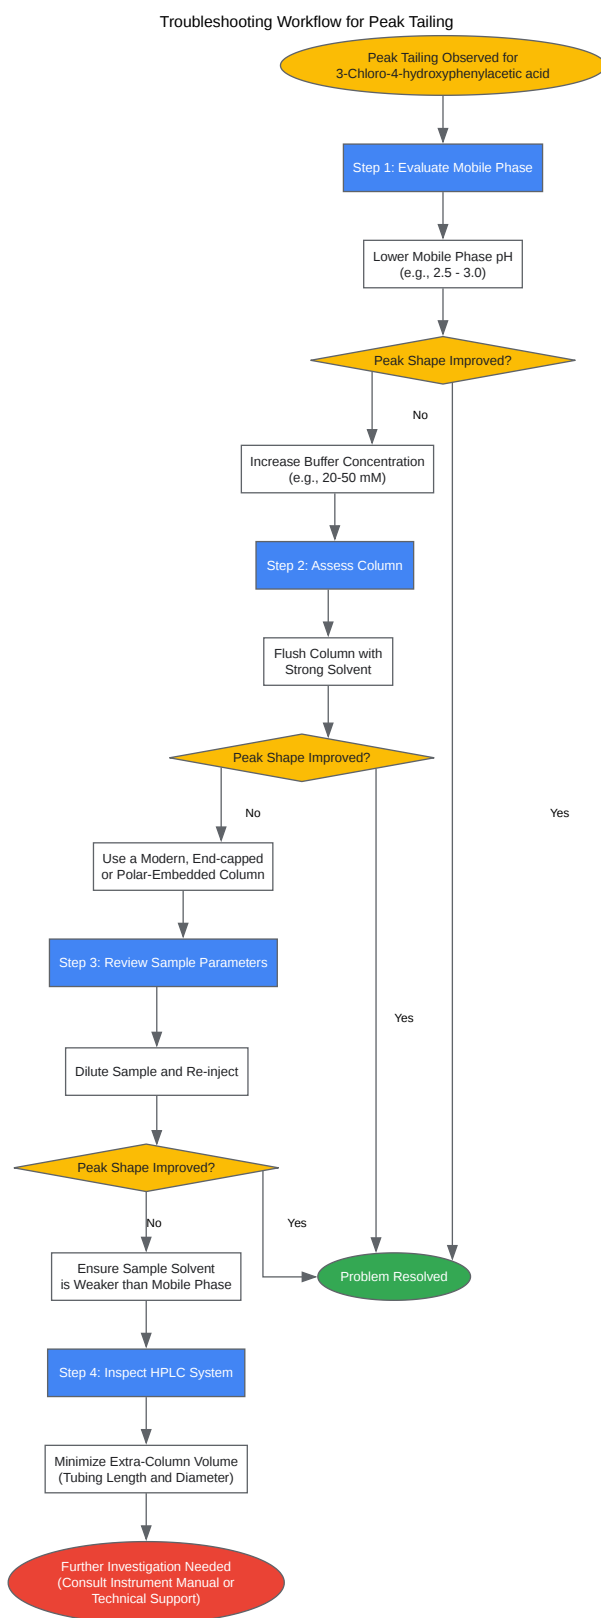 Troubleshooting Workflow for Peak Tailing
Peak Tailing Observed for
3-Chloro-4-hydroxyphenylacetic acid
Step 1: Evaluate Mobile Phase
Lower Mobile Phase pH
(e.g., 2.5 - 3.0)
Peak Shape Improved?
No
Increase Buffer Concentration
(e.g., 20-50 mM)
Step 2: Assess Column
Flush Column with
Strong Solvent
Peak Shape Improved?
No
Yes
Use a Modern, End-capped
or Polar-Embedded Column
Step 3: Review Sample Parameters
Yes
Dilute Sample and Re-inject
Peak Shape Improved?
No
Yes
Ensure Sample Solvent
is Weaker than Mobile Phase
Problem Resolved
Step 4: Inspect HPLC System
Minimize Extra-Column Volume
(Tubing Length and Diameter)
Further Investigation Needed
(Consult Instrument Manual or
Technical Support)